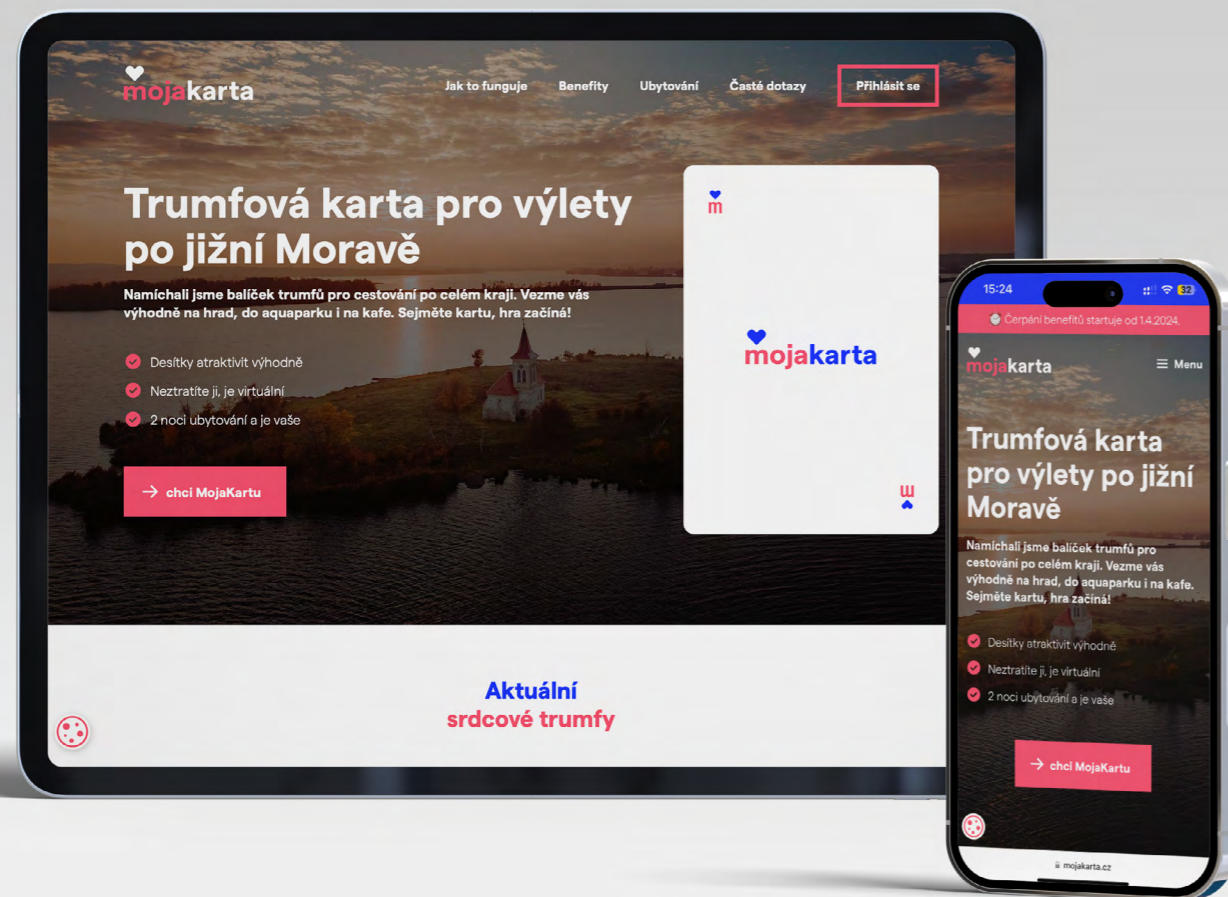 mojakarta
Jak to funguje
Benefity
Ubytování
Časté dotazy
Přihlásit se
Trumfová karta pro výlety
po jižní Moravě
Namíchali jsme balíček trumfů pro cestování po celém kraji. Vezme vás
výhodně na hrad, do aquaparku i na kafe. Sejměte kartu, hra začíná!
Desítky atraktivit výhodně
Neztratíte ji, je virtuální
2 noci ubytování a je vaše
→ chci MojaKartu
m
mojakarta
m
Aktuální
srdcové trumfy
15:24
32
Čerpání benefitů startuje od 1.4.2024.
mojakarta
Menu
Trumfová karta
pro výlety po jižní
Moravě
Namíchali jsme balíček trumfů pro
cestování po celém kraji. Vezme vás
výhodně na hrad, do aquaparku i na kafe.
Sejměte kartu, hra začíná!
Desítky atraktivit výhodně
Neztratíte ji, je virtuální
2 noci ubytování a je vaše
→ chci MojaKartu
mojakarta.cz